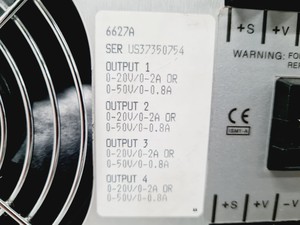 6627A
SER US37350754
OUTPUT 1
0-20V/0-2A OR
0-50V/0-0.8A
OUTPUT 2
0-20V/0-2A OR
0-50V/0-0.8A
OUTPUT 3
0-20V/0-2A OR
0-50V/0-0.8A
OUTPUT 4
0-20V/0-2A OR
0-50V/0-0.8A
+S +V
WARNING: FO
CE
ISM1-A
+S +V -V